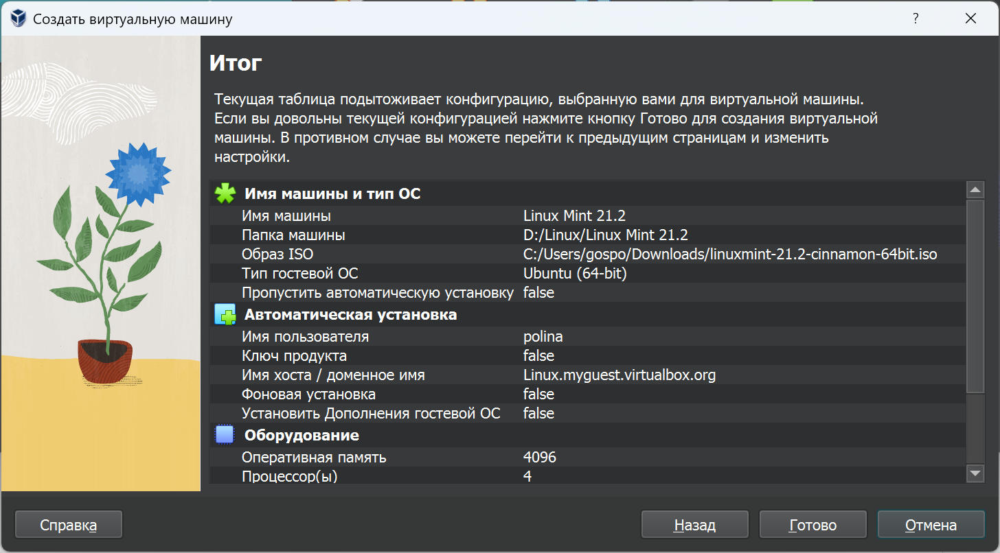 Создать виртуальную машину
?
Итог
Текущая таблица подытоживает конфигурацию, выбранную вами для виртуальной машины.
Если вы довольны текущей конфигурацией нажмите кнопку Готово для создания виртуальной
машины. В противном случае вы можете перейти к предыдущим страницам и изменить
настройки.
Имя машины и тип ОС
Имя машины Linux Mint 21.2
Папка машины D:/Linux/Linux Mint 21.2
Образ ISO C:/Users/gospo/Downloads/linuxmint-21.2-cinnamon-64bit.iso
Тип гостевой ОС Ubuntu (64-bit)
Пропустить автоматическую установку false
Автоматическая установка
Имя пользователя polina
Ключ продукта false
Имя хоста / доменное имя Linux.myguest.virtualbox.org
Фоновая установка false
Установить Дополнения гостевой ОС false
Оборудование
Оперативная память 4096
Процессор(ы) 4
Справка Назад Готово Отмена